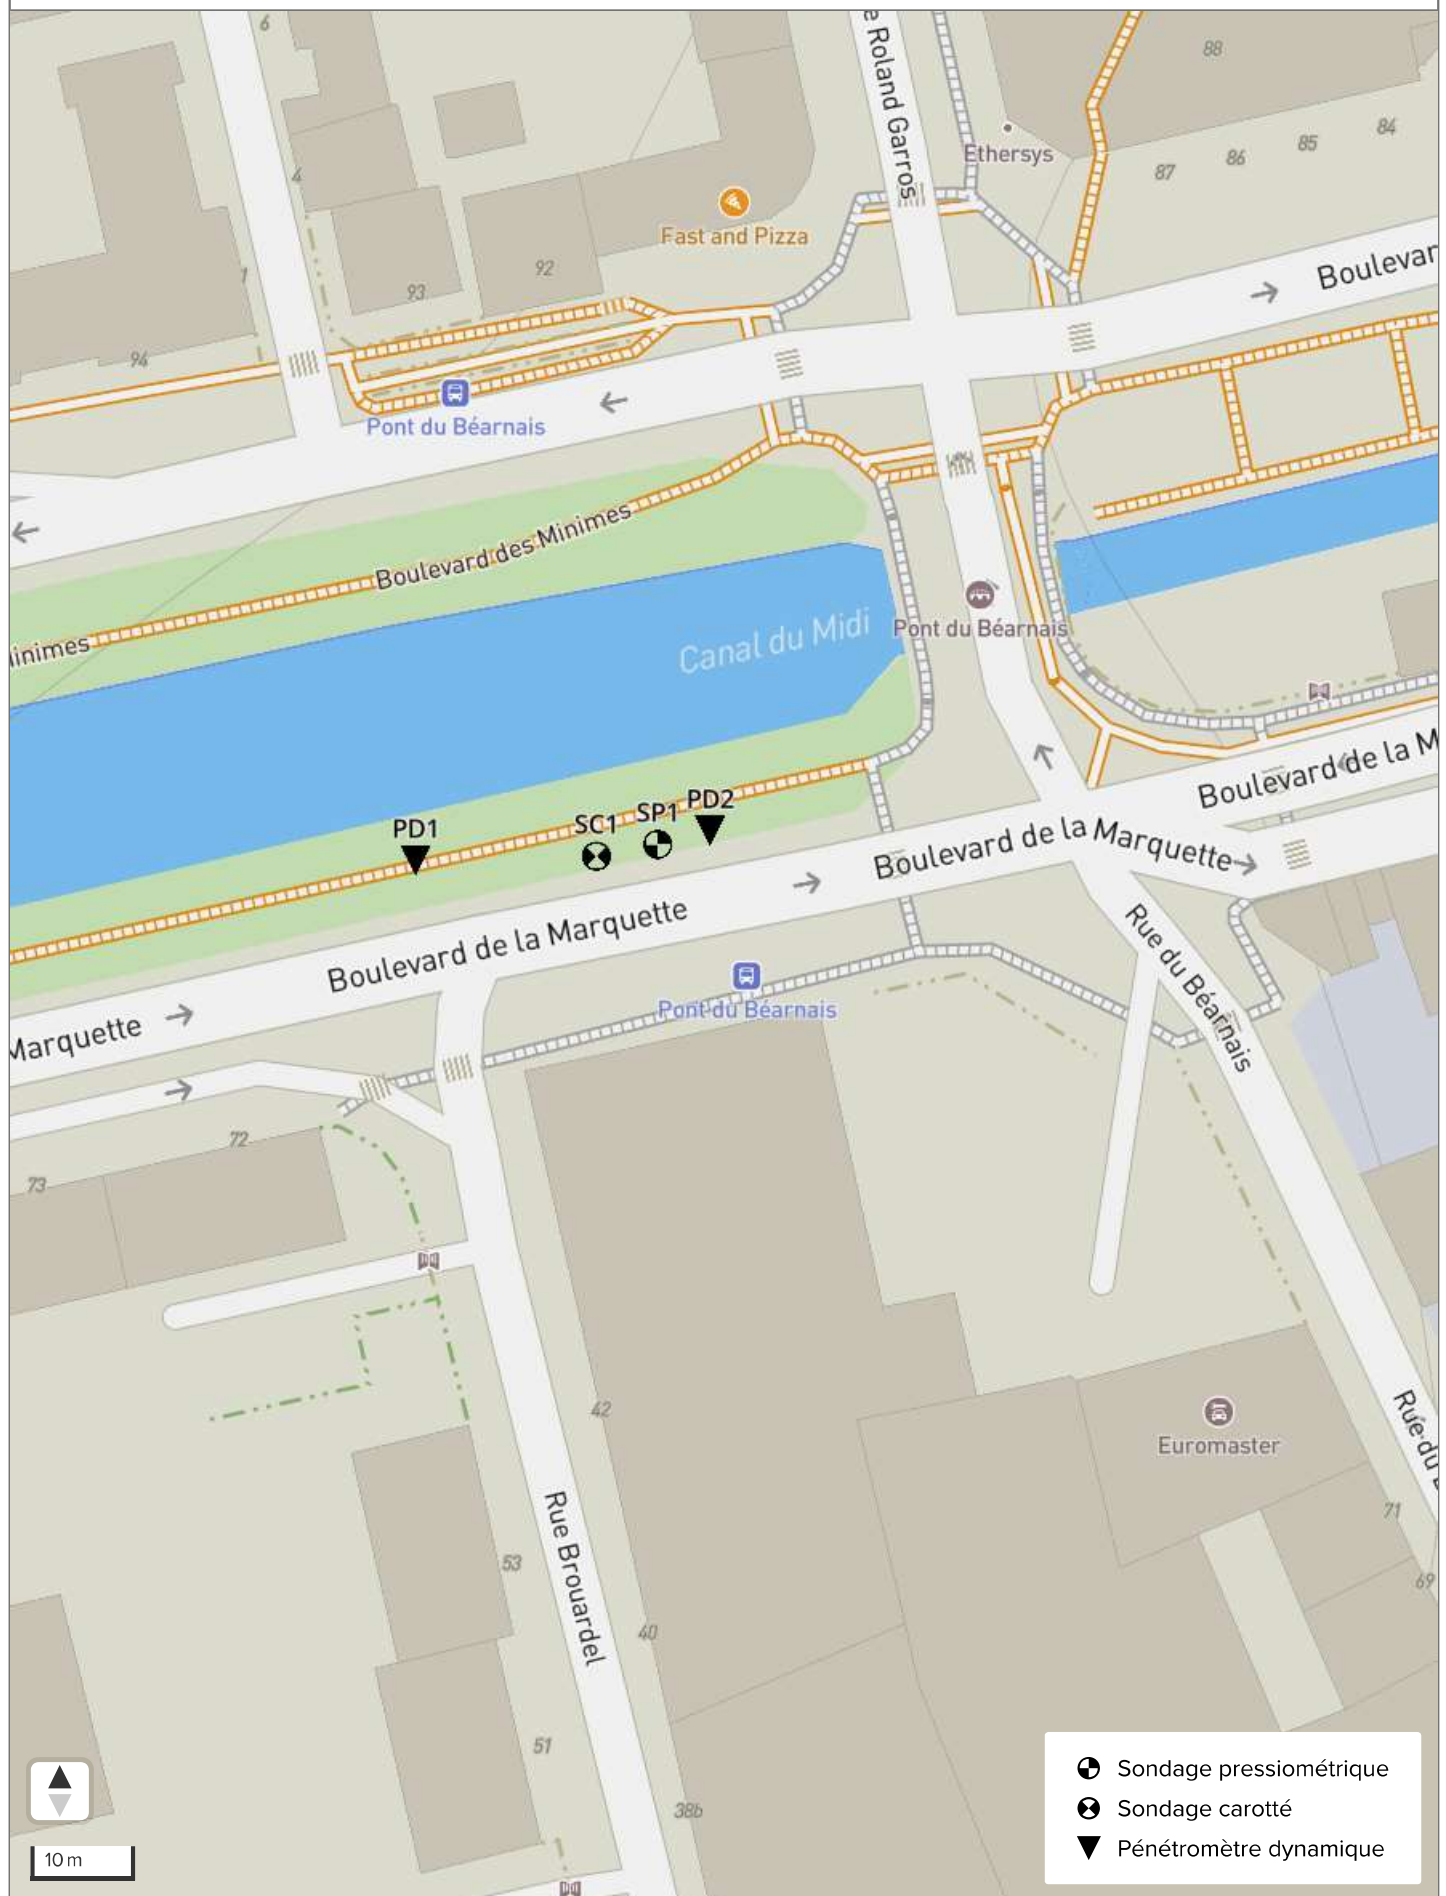 6
e Roland Garros
88
Ethersys
84
85
86
87
4
Fast and Pizza
1
92
93
Boulevar
94
Pont du Béarnais
Boulevard des Minimes
inimes
Canal du Midi
Pont du Béarnais
PD1
SC1
SP1
PD2
Boulevard de la M
Boulevard de la Marquette
Boulevard de la Marquette
Rue du Béarnais
Pont du Béarnais
Marquette
72
73
42
Euromaster
Rue du
71
Rue Brouardel
53
69
40
51
38b
10 m
Sondage pressiométrique
Sondage carotté
Pénétromètre dynamique